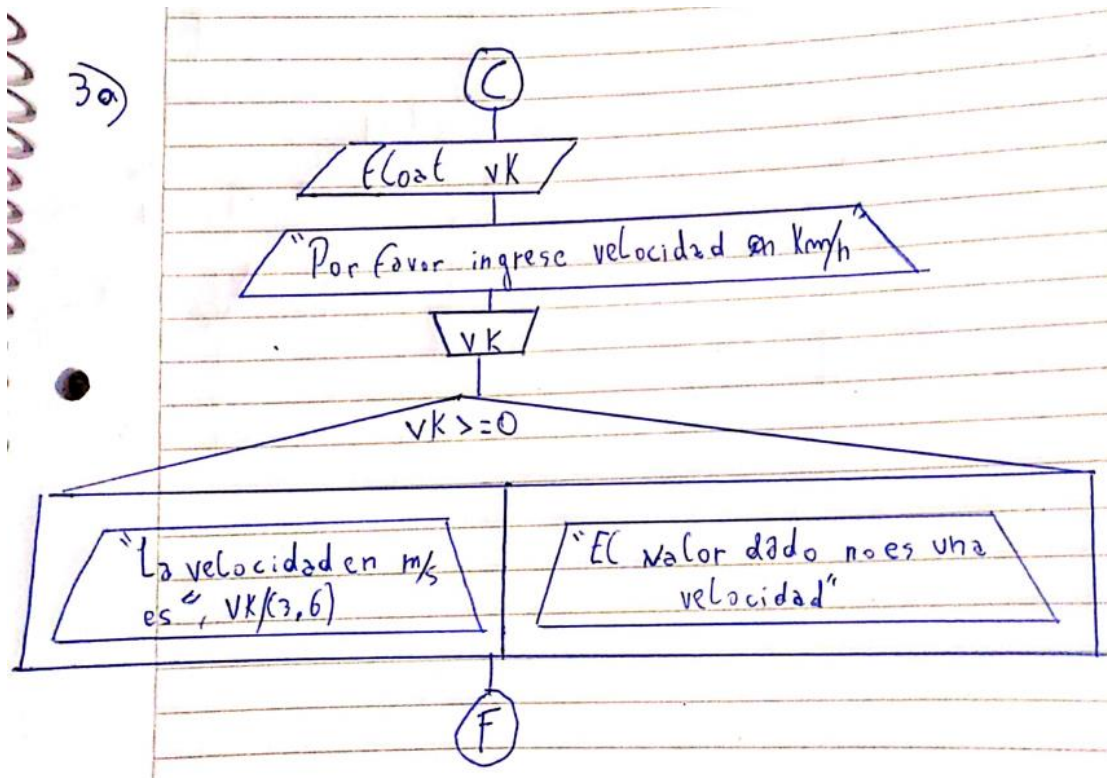 3a)
C
Float vK
"Por favor ingrese velocidad en Km/h"
vK
vK >= 0
"La velocidad en m/s
es", vK/(3,6)
"El valor dado no es una
velocidad"
F